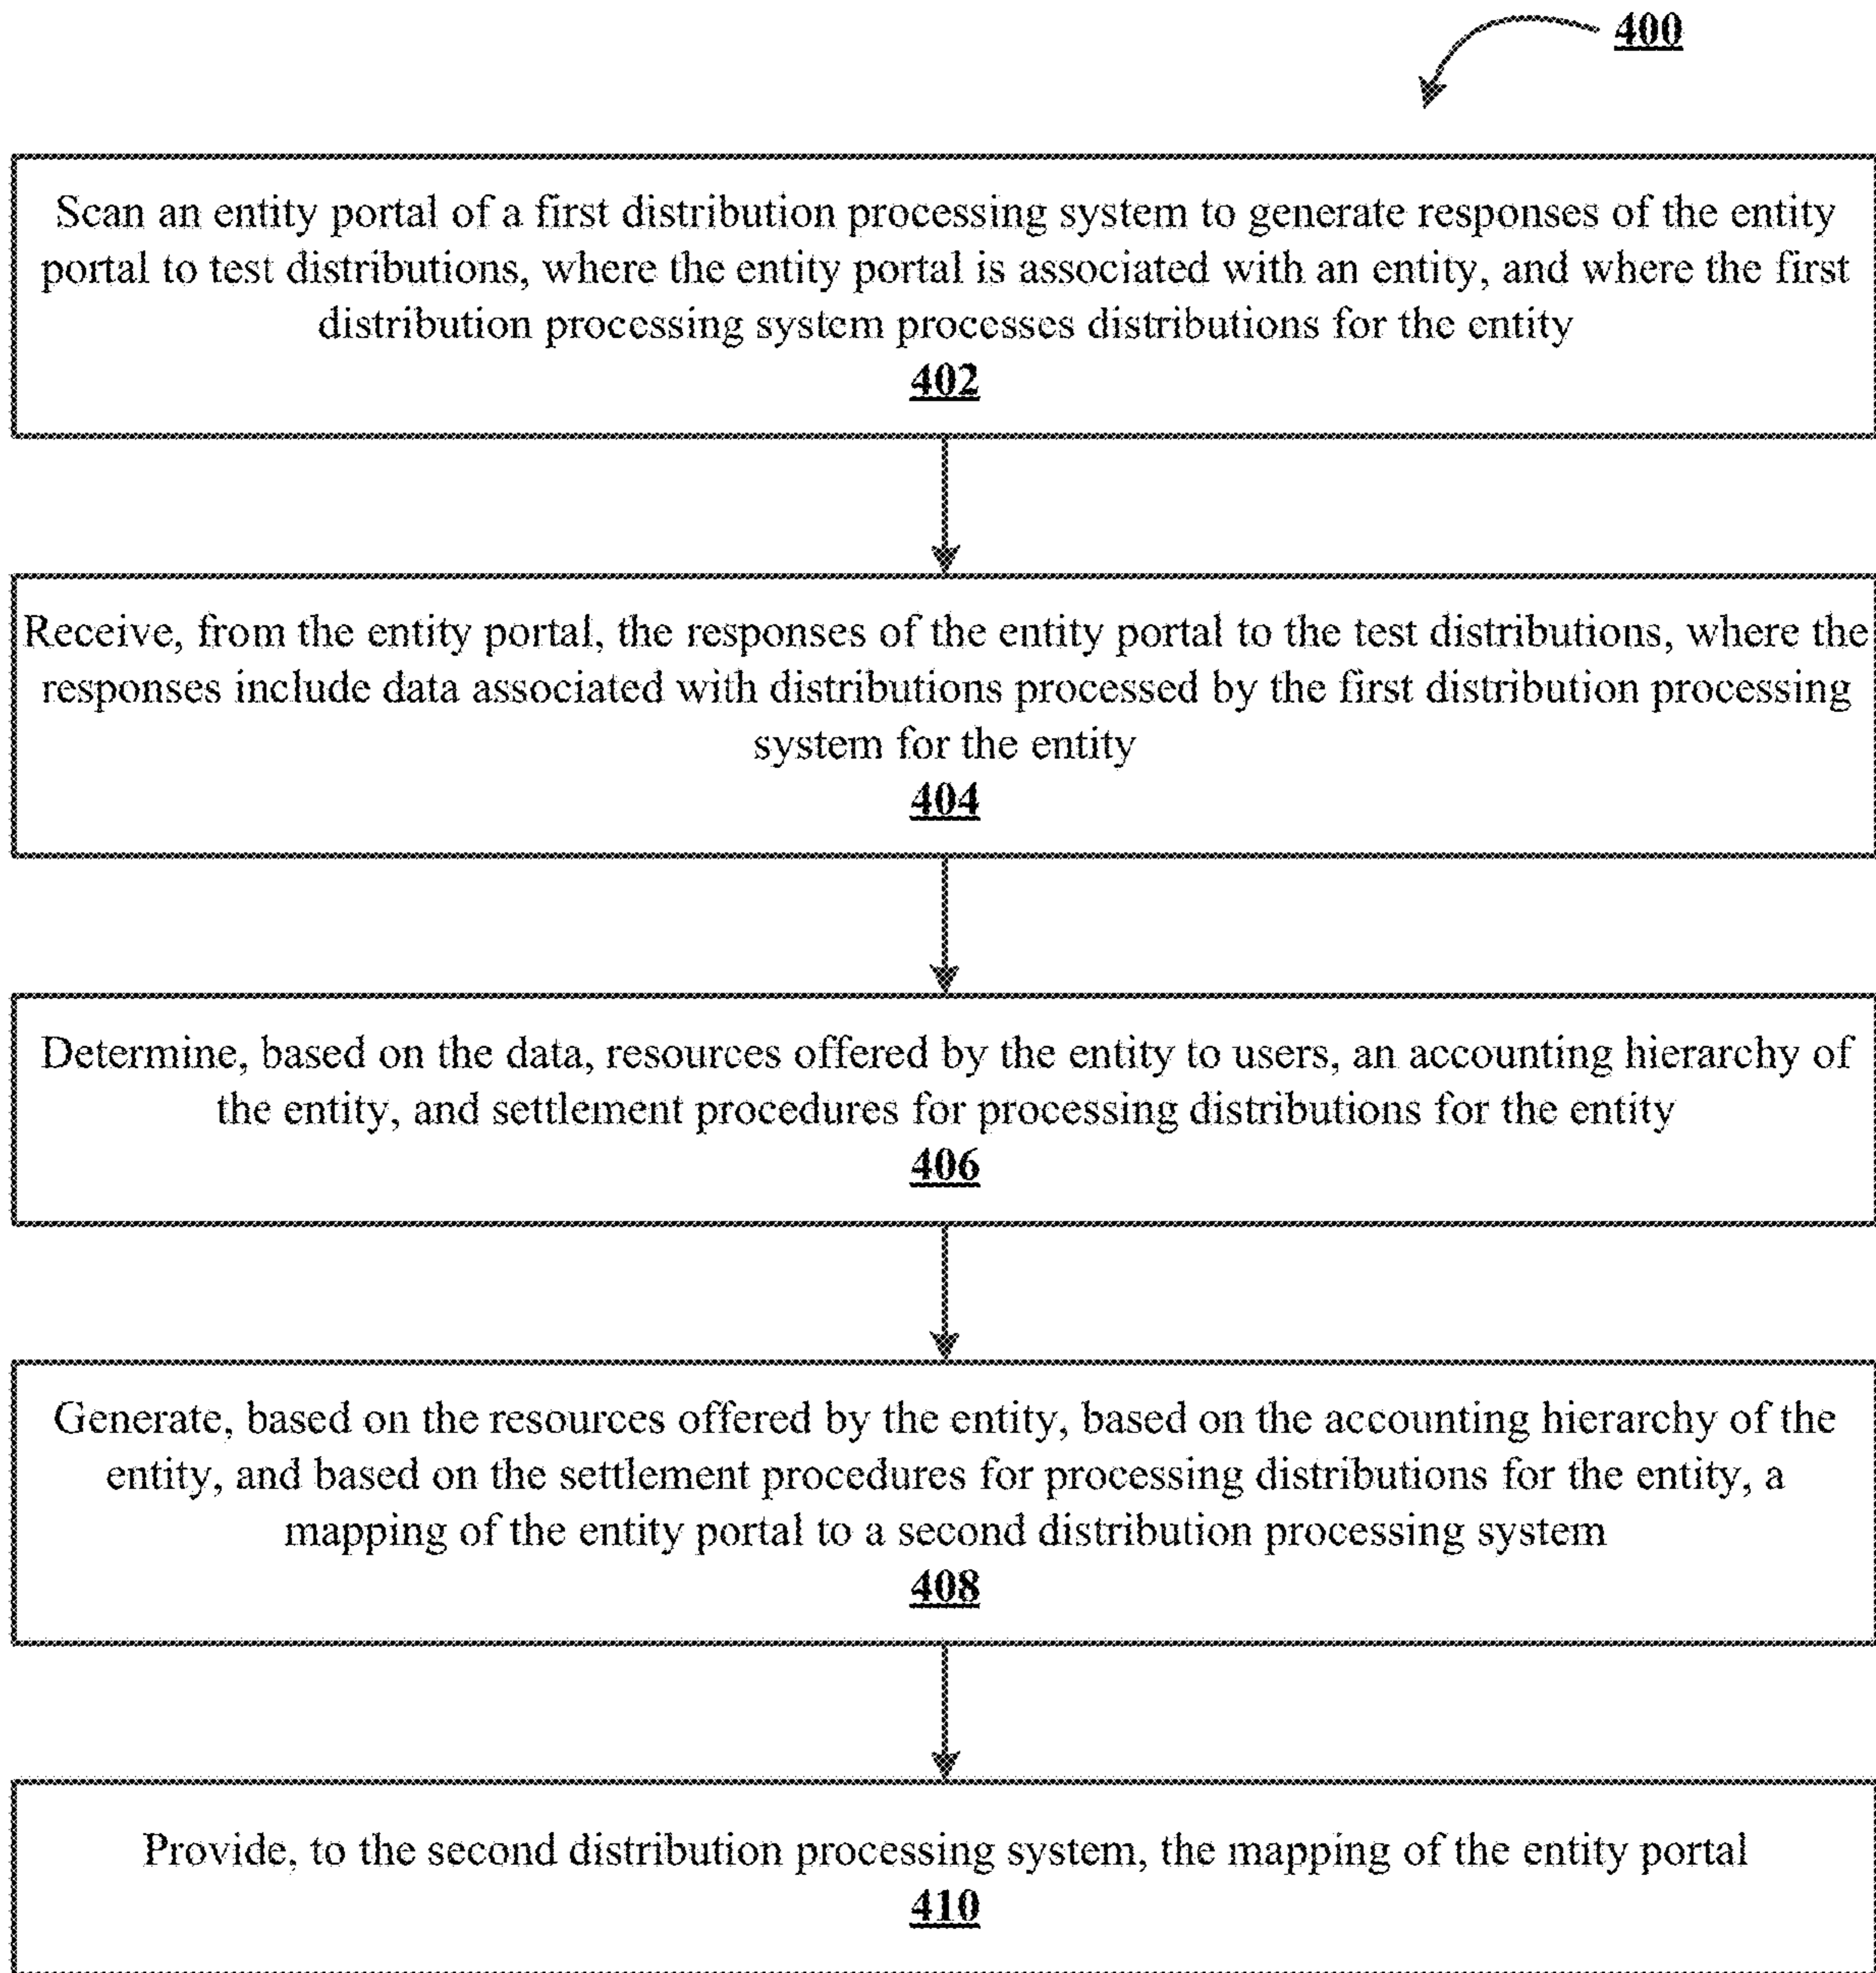 400
Scan an entity portal of a first distribution processing system to generate responses of the entity
portal to test distributions, where the entity portal is associated with an entity, and where the first
distribution processing system processes distributions for the entity
402
Receive, from the entity portal, the responses of the entity portal to the test distributions, where the
responses include data associated with distributions processed by the first distribution processing
system for the entity
404
Determine, based on the data, resources offered by the entity to users, an accounting hierarchy of
the entity, and settlement procedures for processing distributions for the entity
406
Generate, based on the resources offered by the entity, based on the accounting hierarchy of the
entity, and based on the settlement procedures for processing distributions for the entity, a
mapping of the entity portal to a second distribution processing system
408
Provide, to the second distribution processing system, the mapping of the entity portal
410